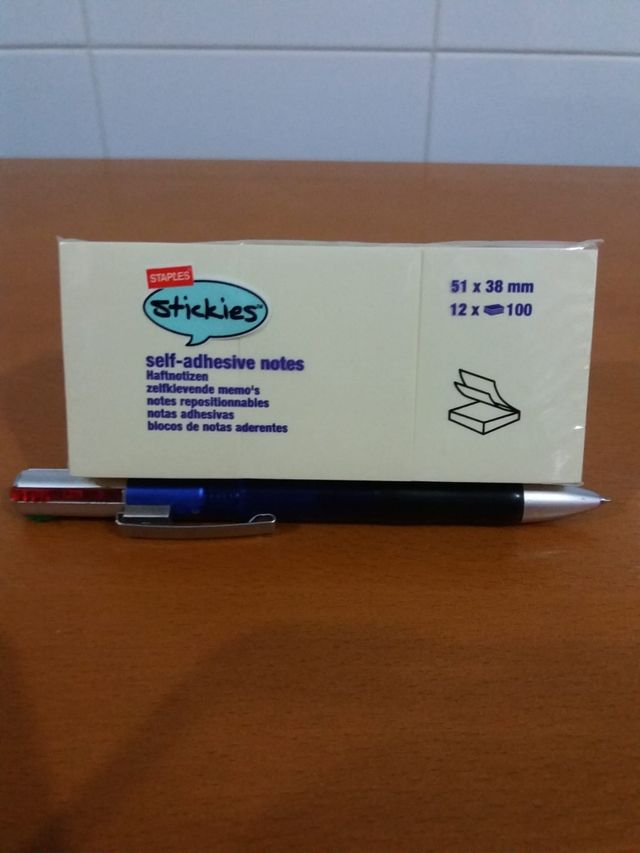 STAPLES
Stickies™
self-adhesive notes
Haftnotizen
zelfklevende memo's
notes repositionnables
notas adhesivas
blocos de notas aderentes
51 x 38 mm
12 x 100